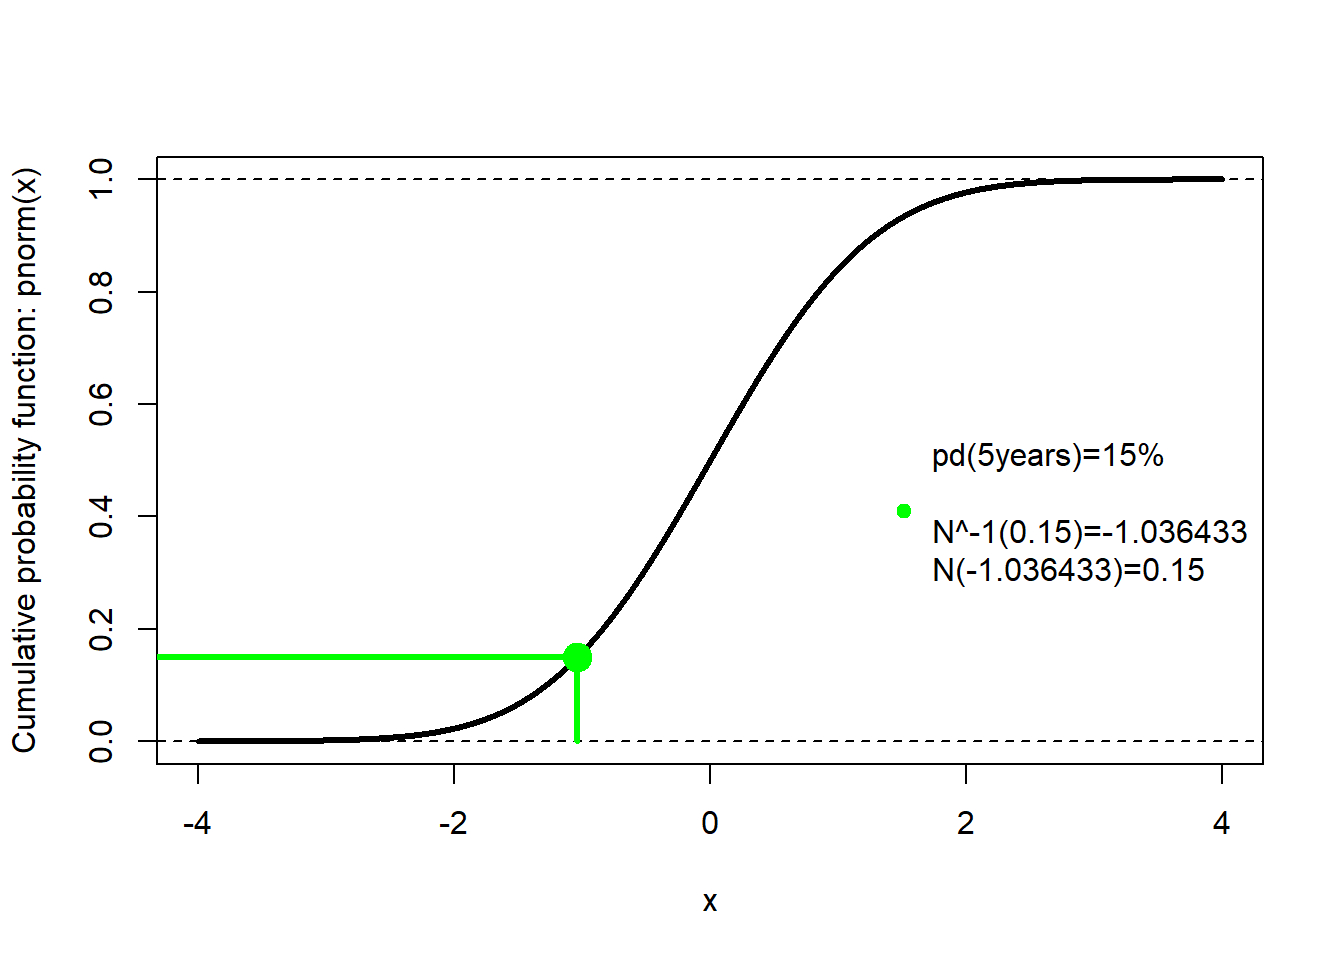 Cumulative probability function: pnorm(x)
1.0
0.8
0.6
0.4
0.2
0.0
pd(5years)=15%
N^-1(0.15)=-1.036433
N(-1.036433)=0.15
-4
-2
0
2
4
x